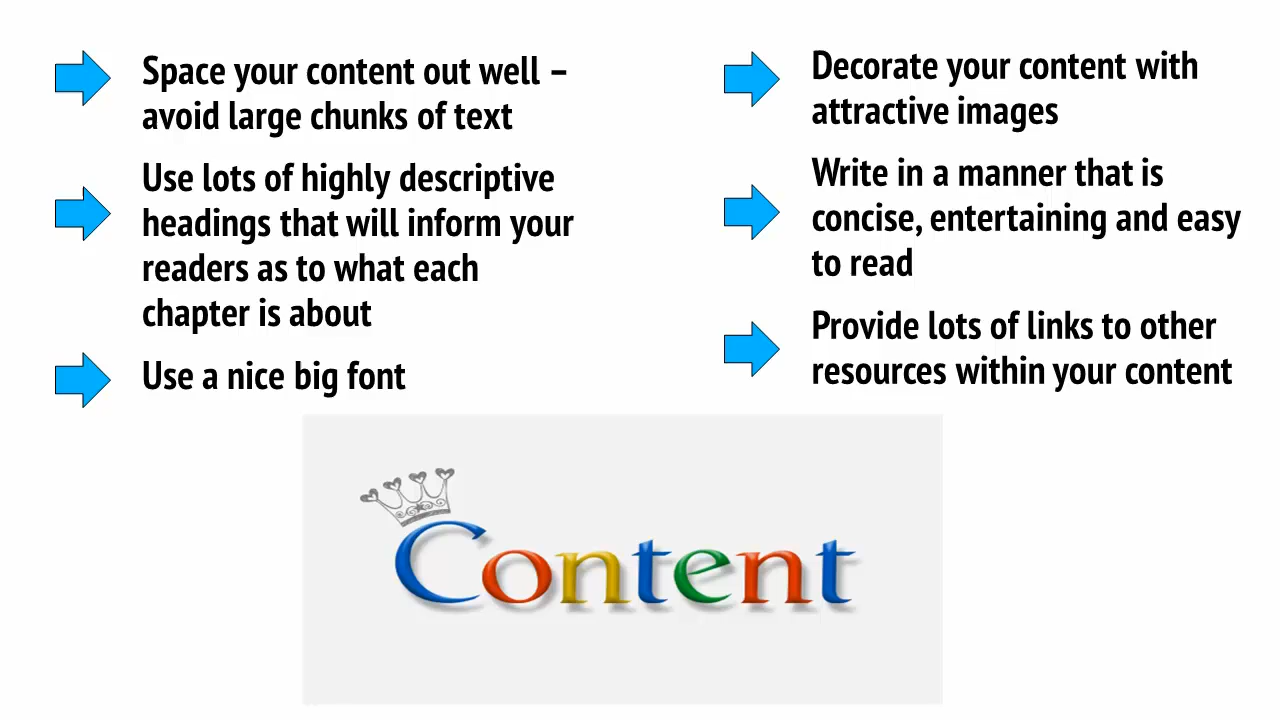 Space your content out well –
avoid large chunks of text
Use lots of highly descriptive
headings that will inform your
readers as to what each
chapter is about
Use a nice big font
Decorate your content with
attractive images
Write in a manner that is
concise, entertaining and easy
to read
Provide lots of links to other
resources within your content
Content